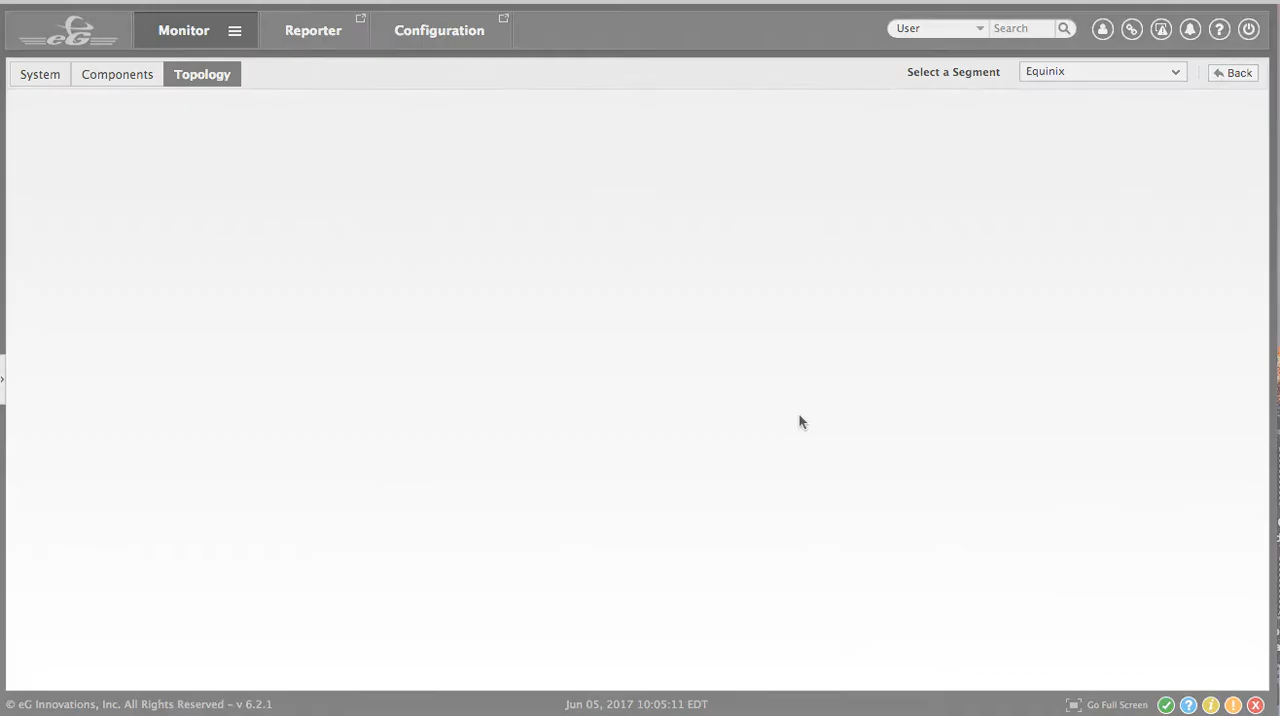 eG
Monitor
Reporter
Configuration
User
Search
System
Components
Topology
Select a Segment
Equinix
Back
© eG Innovations, Inc. All Rights Reserved - v 6.2.1
Jun 05, 2017 10:05:11 EDT
Go Full Screen